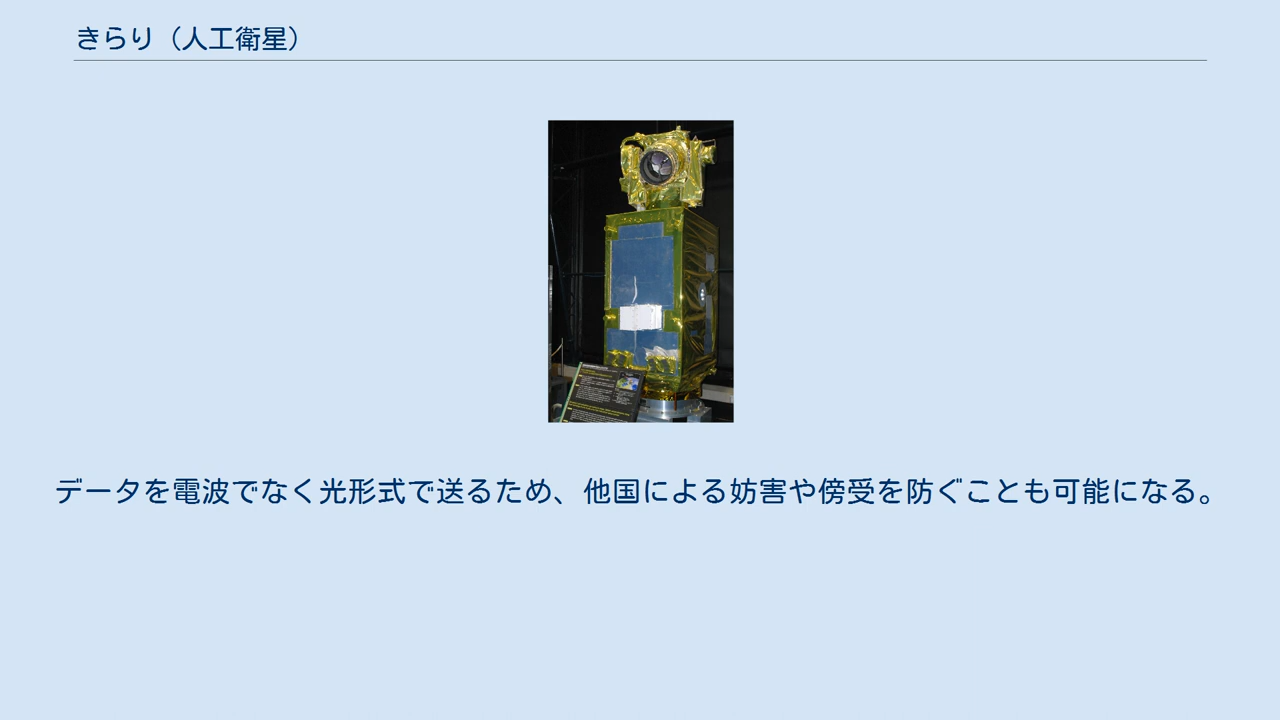 きらり（人工衛星）
データを電波でなく光形式で送るため、他国による妨害や傍受を防ぐことも可能になる。